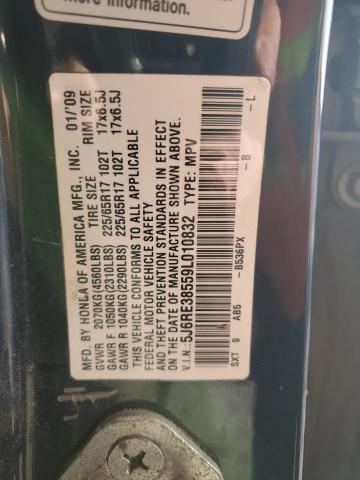 more information.
MFD. BY HONDA OF AMERICA MFG., INC. 01/'09
TIRE SIZE RIM SIZE
GVWR 2070KG(4560LBS)
GAWR F 1050KG(2310LBS) 225/65R17 102T 17x6.5J
GAWR R 1040KG(2290LBS) 225/65R17 102T 17x6.5J
THIS VEHICLE CONFORMS TO ALL APPLICABLE
FEDERAL MOTOR VEHICLE SAFETY
AND THEFT PREVENTION STANDARDS IN EFFECT
ON THE DATE OF MANUFACTURE SHOWN ABOVE.
V.I.N.: 5J6RE38559L010832 TYPE: MPV
SXT 9 AB5 -B536PX -B -L